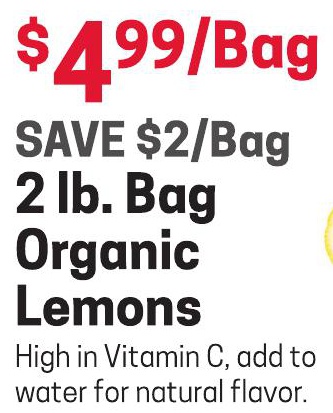 $4.99/Bag
SAVE $2/Bag
2 lb. Bag
Organic
Lemons
High in Vitamin C, add to
water for natural flavor.